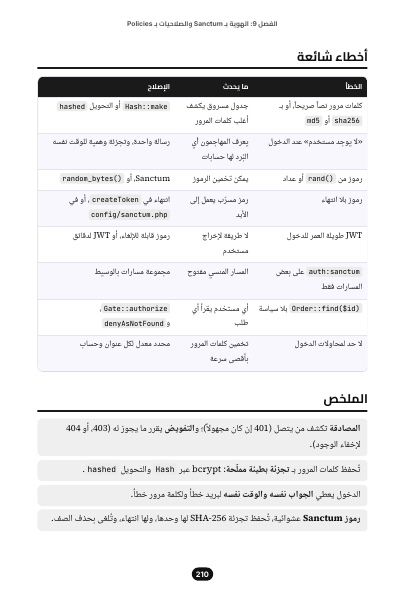 الفصل 9: الهوية بـ Sanctum والصلاحيات بـ Policies
أخطاء شائعة
الخطأ ما يحدث الإصلاح
كلمات مرور نصاً صريحاً، أو بـ جدول مسروق يكشف Hash::make أو التحويل hashed
sha256 أو md5 أغلب كلمات المرور
«لا يوجد مستخدم» عند الدخول يعرف المهاجمون أي رسالة واحدة، وتجزئة وهمية للوقت نفسه
البُرد لها حسابات
رموز من rand() أو عداد يمكن تخمين الرموز Sanctum، أو random_bytes()
رموز بلا انتهاء رمز مسرّب يعمل إلى انتهاء في createToken، أو في
الأبد config/sanctum.php
JWT طويلة العمر للدخول لا طريقة لإخراج رموز قابلة للإلغاء، أو JWT لدقائق
مستخدم
auth:sanctum على بعض المسار المنسي مفتوح مجموعة مسارات بالوسيط
المسارات فقط
Order::find($id) بلا سياسة أي مستخدم يقرأ أي Gate::authorize،
طلب و denyAsNotFound
لا حد لمحاولات الدخول تخمين كلمات المرور محدد معدل لكل عنوان وحساب
بأقصى سرعة
الملخص
المصادقة تكشف من يتصل (401 إن كان مجهولاً)؛ والتفويض يقرر ما يجوز له (403، أو 404
لإخفاء الوجود).
تُحفظ كلمات المرور بـ تجزئة بطيئة مملّحة: bcrypt عبر Hash والتحويل hashed.
الدخول يعطي الجواب نفسه والوقت نفسه لبريد خطأ ولكلمة مرور خطأ.
رموز Sanctum عشوائية، تُحفظ تجزئة SHA-256 لها وحدها، ولها انتهاء، وتُلغى بحذف الصف.
210